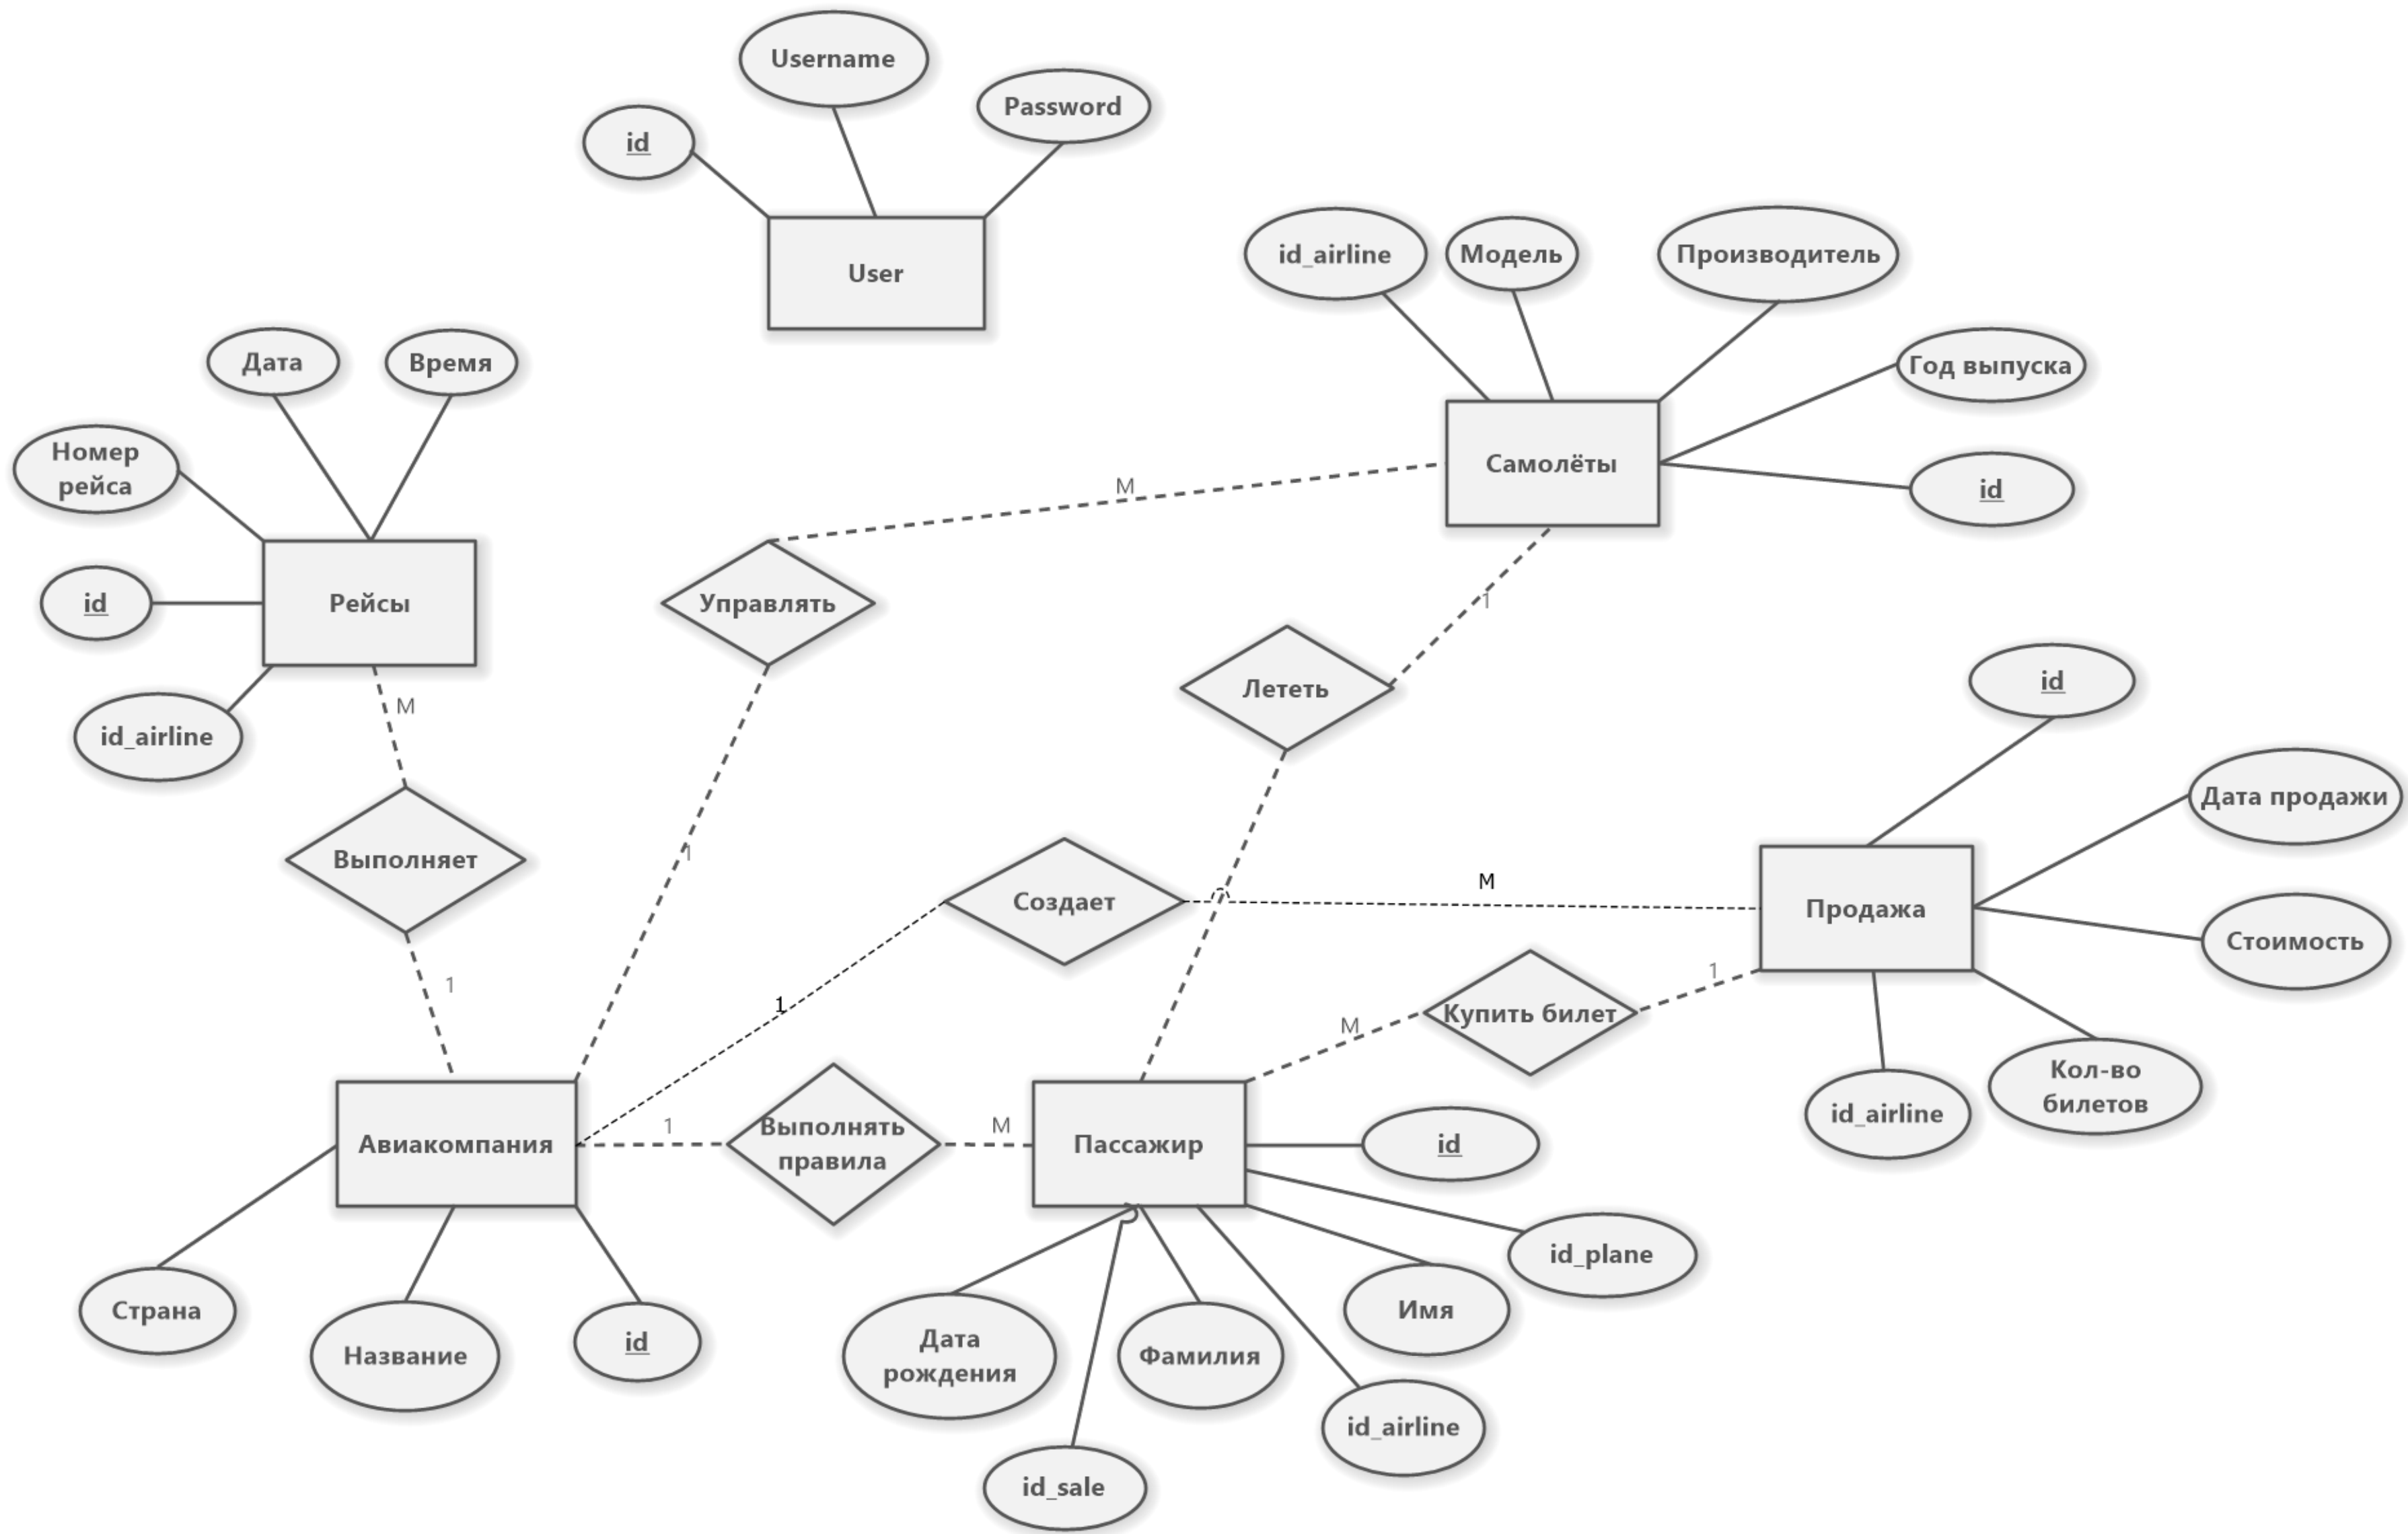 Username
Password
id
User
id_airline
Модель
Производитель
Год выпуска
id
Самолёты
Дата
Время
Номер
рейса
id
Рейсы
id_airline
M
M
Управлять
1
Лететь
id
Дата продажи
Стоимость
Продажа
Кол-во
билетов
id_airline
Выполняет
1
1
Создает
M
1
Купить билет
1
M
Авиакомпания
1
Выполнять
правила
M
Пассажир
id
id_plane
Имя
Страна
Название
id
Дата
рождения
Фамилия
id_airline
id_sale